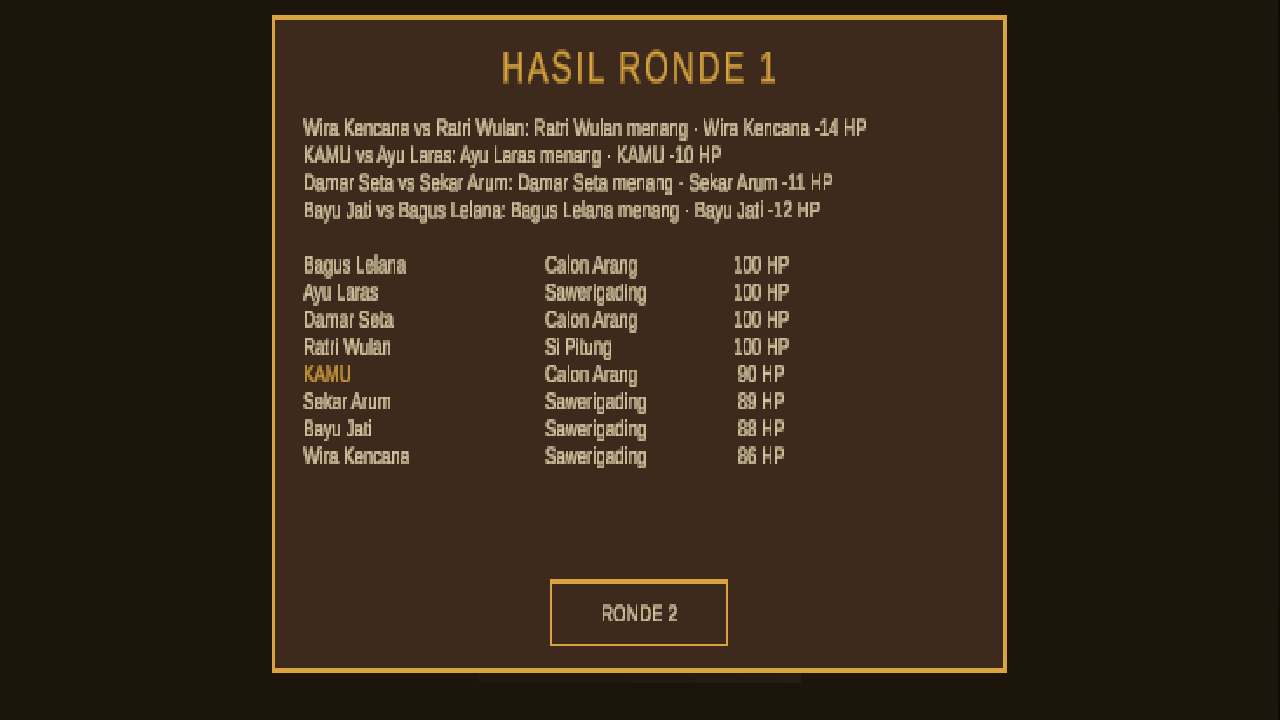 HASIL RONDE 1
Wira Kencana vs Ratri Wulan: Ratri Wulan menang · Wira Kencana -14 HP
KAMU vs Ayu Laras: Ayu Laras menang · KAMU -10 HP
Damar Seta vs Sekar Arum: Damar Seta menang · Sekar Arum -11 HP
Bayu Jati vs Bagus Lelana: Bagus Lelana menang · Bayu Jati -12 HP
Bagus Lelana Calon Arang 100 HP
Ayu Laras Sawerigading 100 HP
Damar Seta Calon Arang 100 HP
Ratri Wulan Si Pitung 100 HP
KAMU Calon Arang 90 HP
Sekar Arum Sawerigading 89 HP
Bayu Jati Sawerigading 88 HP
Wira Kencana Sawerigading 86 HP
RONDE 2